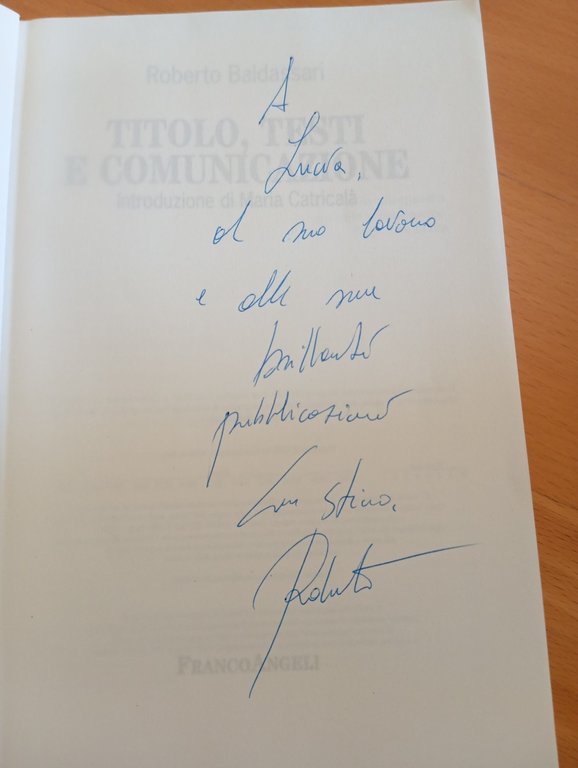 Roberto Baldassari
A
TITOLO, TESTI
E COMUNICAZIONE
Lucia,
Introduzione di Maria Catricalà
al suo lavoro
e alle sue
brillanti
pubblicazioni
Con stima,
Roberto
FRANCOANGELI